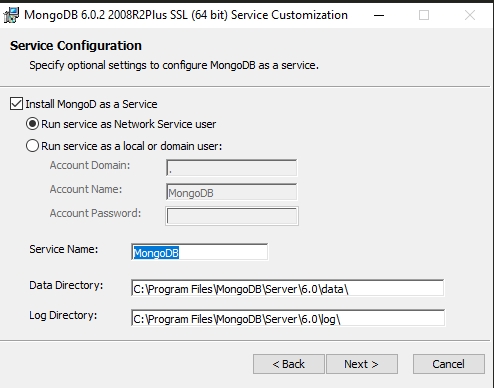 MongoDB 6.0.2 2008R2Plus SSL (64 bit) Service Customization
Service Configuration
Specify optional settings to configure MongoDB as a service.
Install MongoD as a Service
Run service as Network Service user
Run service as a local or domain user:
Account Domain: .
Account Name: MongoDB
Account Password:
Service Name: MongoDB
Data Directory: C:\Program Files\MongoDB\Server\6.0\data\
Log Directory: C:\Program Files\MongoDB\Server\6.0\log\
< Back Next > Cancel